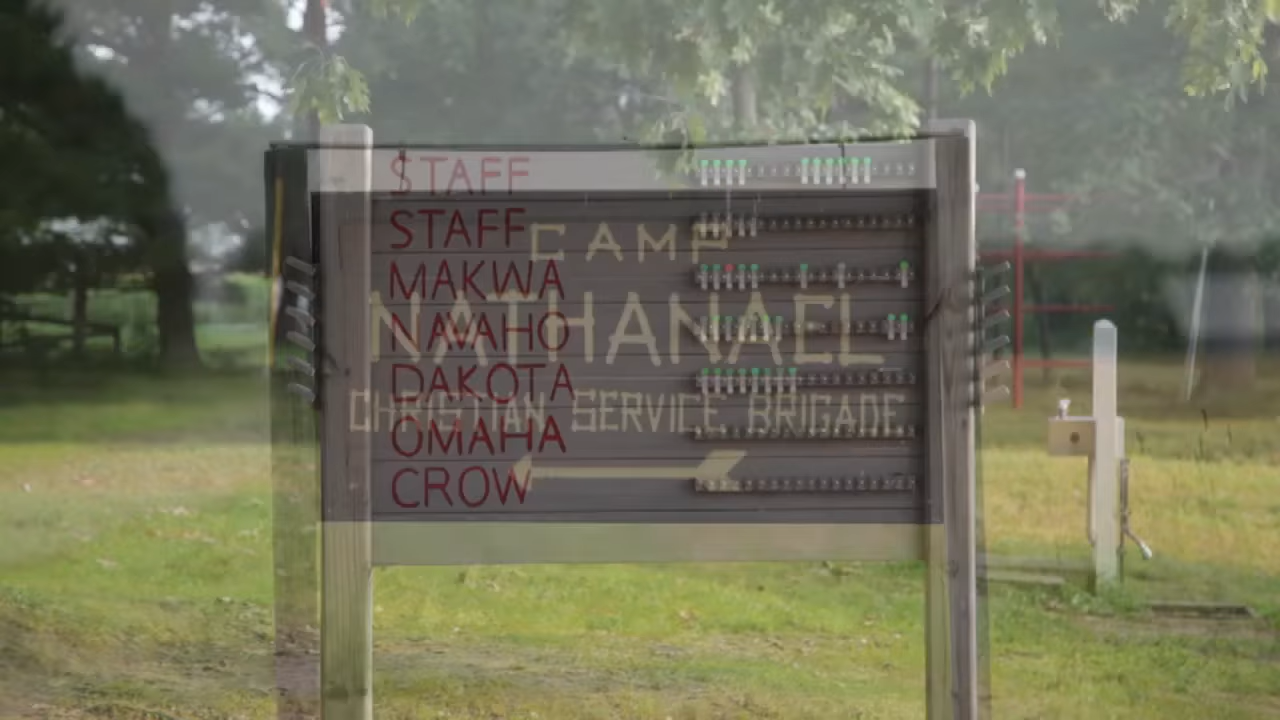 STAFF
STAFF
CAMP
MAKWA
NAVAHO
NATHANAEL
DAKOTA
CHRISTIAN SERVICE BRIGADE
OMAHA
CROW